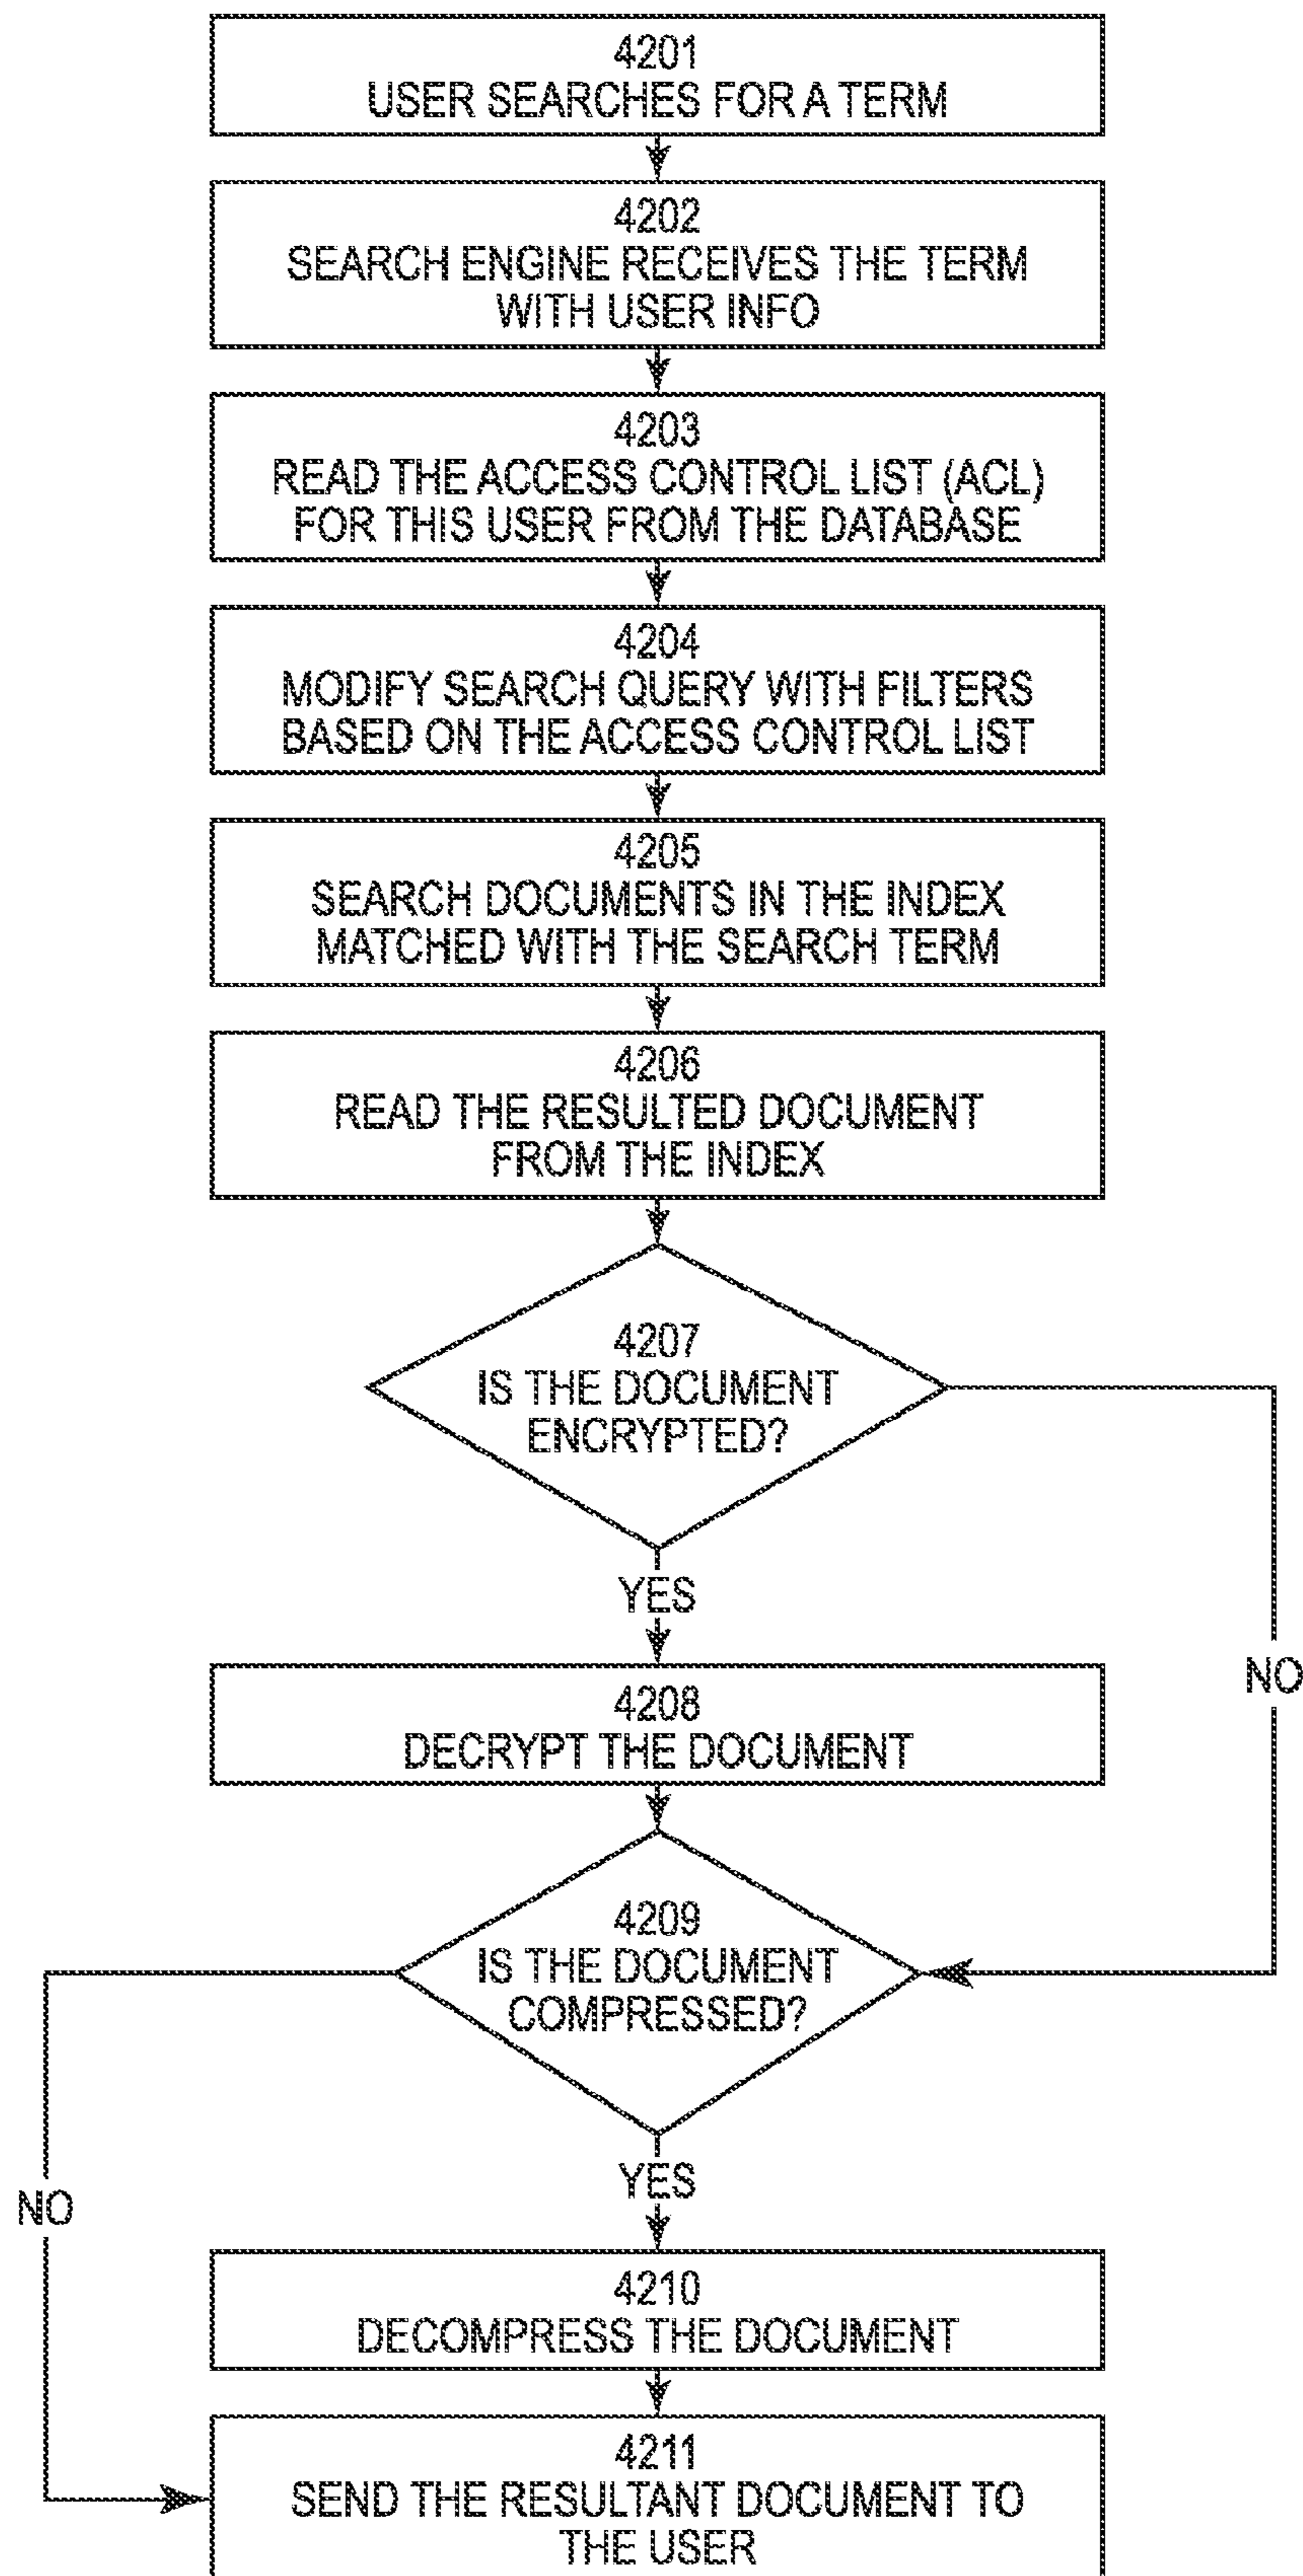 4201
USER SEARCHES FOR A TERM
4202
SEARCH ENGINE RECEIVES THE TERM
WITH USER INFO
4203
READ THE ACCESS CONTROL LIST (ACL)
FOR THIS USER FROM THE DATABASE
4204
MODIFY SEARCH QUERY WITH FILTERS
BASED ON THE ACCESS CONTROL LIST
4205
SEARCH DOCUMENTS IN THE INDEX
MATCHED WITH THE SEARCH TERM
4206
READ THE RESULTED DOCUMENT
FROM THE INDEX
4207
IS THE DOCUMENT
ENCRYPTED?
YES
NO
4208
DECRYPT THE DOCUMENT
4209
IS THE DOCUMENT
COMPRESSED?
YES
NO
4210
DECOMPRESS THE DOCUMENT
4211
SEND THE RESULTANT DOCUMENT TO
THE USER